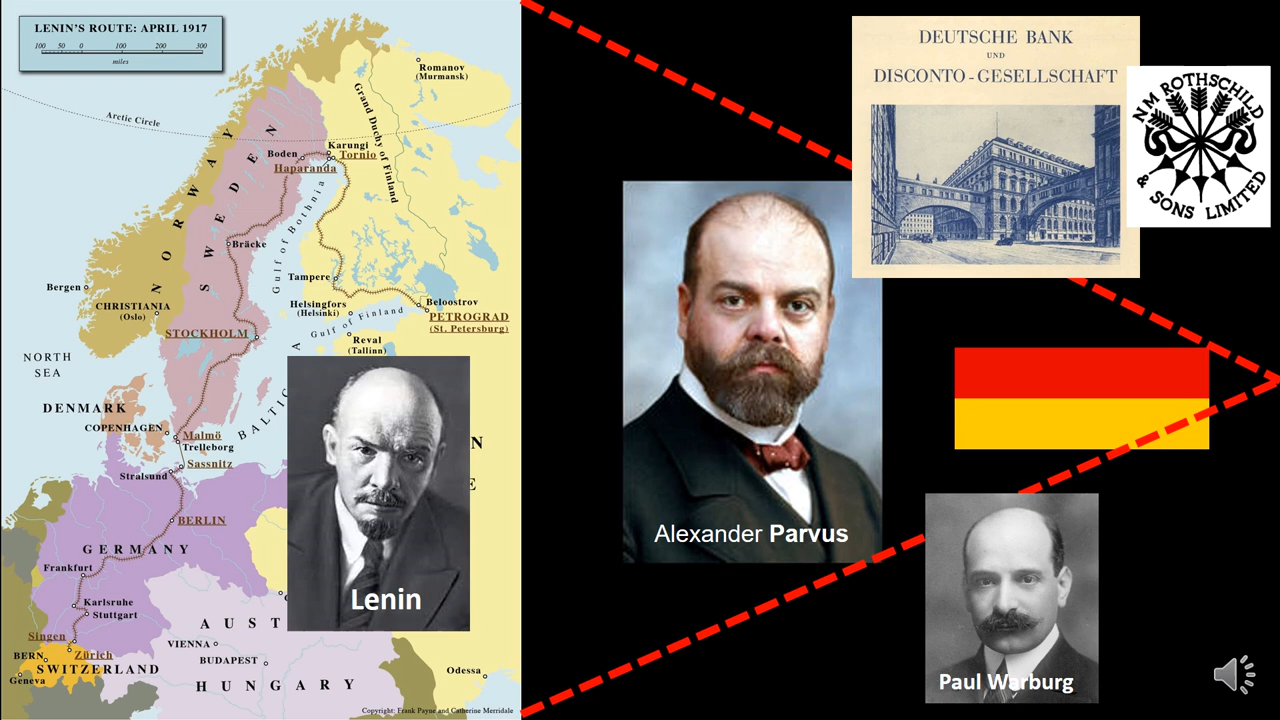 LENIN'S ROUTE: APRIL 1917
100 50 0 100 200 300
miles
Arctic Circle
Romanov
(Murmansk)
Grand Duchy of Finland
NORWAY
SWEDEN
Karungi
Boden
Tornio
Haparanda
Gulf of Bothnia
Bräcke
Tampere
Bergen
CHRISTIANIA
(Oslo)
Helsingfors
(Helsinki)
Beloostrov
PETROGRAD
(St. Petersburg)
Gulf of Finland
STOCKHOLM
Reval
(Tallinn)
NORTH
SEA
DENMARK
COPENHAGEN
Malmö
Trelleborg
BALTIC
Sassnitz
Stralsund
BERLIN
GERMANY
Frankfurt
Karlsruhe
Stuttgart
Singen
Zürich
BERN
SWITZERLAND
Geneva
AUST
VIENNA
BUDAPEST
HUNGARY
Odessa
Copyright: Frank Payne and Catherine Merridale
Lenin
Alexander Parvus
DEUTSCHE BANK
UND
DISCONTO-GESELLSCHAFT
NM ROTHSCHILD
& SONS LIMITED
Paul Warburg